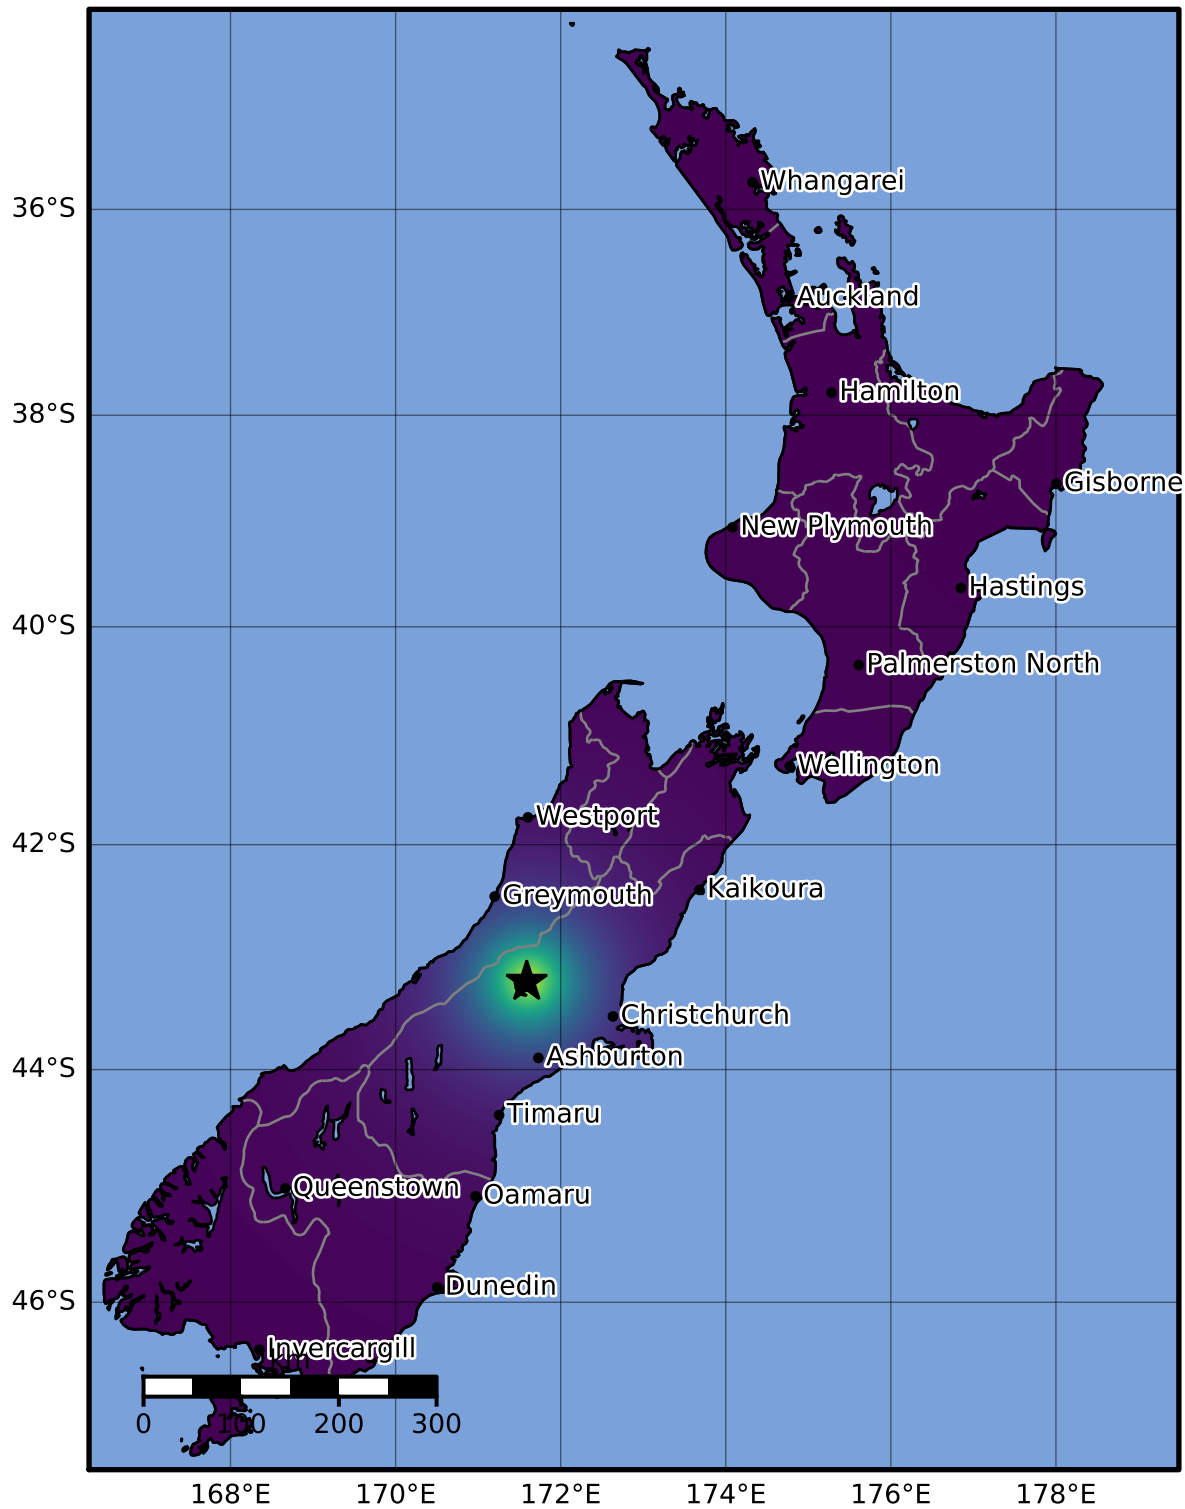 Whangarei
36°S
Auckland
Hamilton
38°S
Gisborne
New Plymouth
Hastings
40°S
Palmerston North
Wellington
Westport
42°S
Kaikoura
Greymouth
Christchurch
Ashburton
44°S
Timaru
Queenstown
Oamaru
Dunedin
46°S
Invercargill
km
0 100 200 300
168°E 170°E 172°E 174°E 176°E 178°E